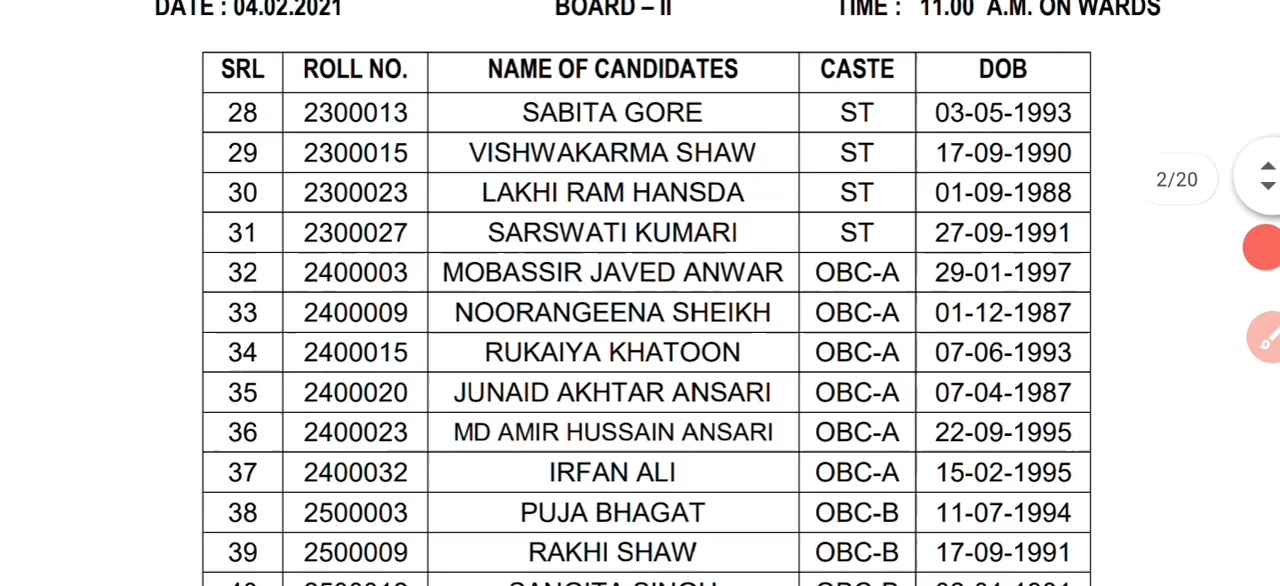 DATE : 04.02.2021 BOARD – II TIME : 11.00 A.M. ON WARDS
SRL ROLL NO. NAME OF CANDIDATES CASTE DOB
28 2300013 SABITA GORE ST 03-05-1993
29 2300015 VISHWAKARMA SHAW ST 17-09-1990
30 2300023 LAKHI RAM HANSDA ST 01-09-1988
31 2300027 SARSWATI KUMARI ST 27-09-1991
32 2400003 MOBASSIR JAVED ANWAR OBC-A 29-01-1997
33 2400009 NOORANGEENA SHEIKH OBC-A 01-12-1987
34 2400015 RUKAIYA KHATOON OBC-A 07-06-1993
35 2400020 JUNAID AKHTAR ANSARI OBC-A 07-04-1987
36 2400023 MD AMIR HUSSAIN ANSARI OBC-A 22-09-1995
37 2400032 IRFAN ALI OBC-A 15-02-1995
38 2500003 PUJA BHAGAT OBC-B 11-07-1994
39 2500009 RAKHI SHAW OBC-B 17-09-1991
SANGITA SINGH OBC-B
2/20